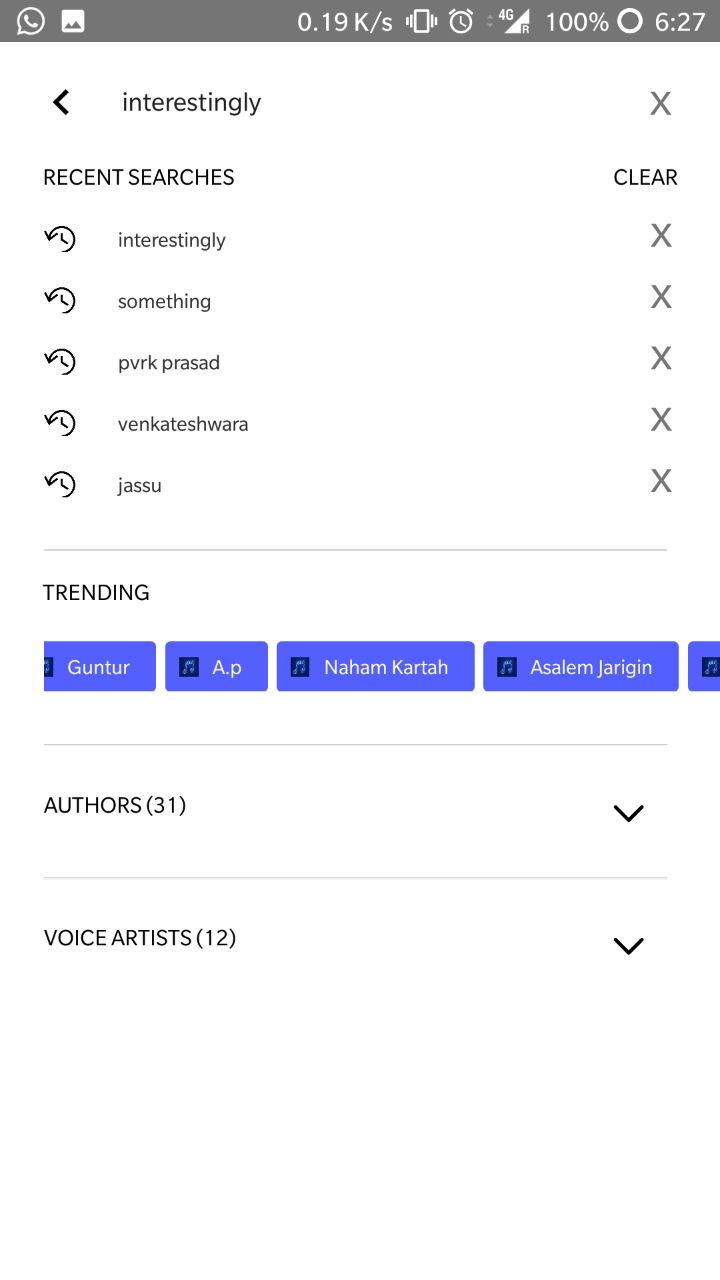 0.19 K/s 4G R 100% 6:27
interestingly X
RECENT SEARCHES CLEAR
interestingly X
something X
pvrk prasad X
venkateshwara X
jassu X
TRENDING
Guntur A.p Naham Kartah Asalem Jarigin
AUTHORS (31)
VOICE ARTISTS (12)